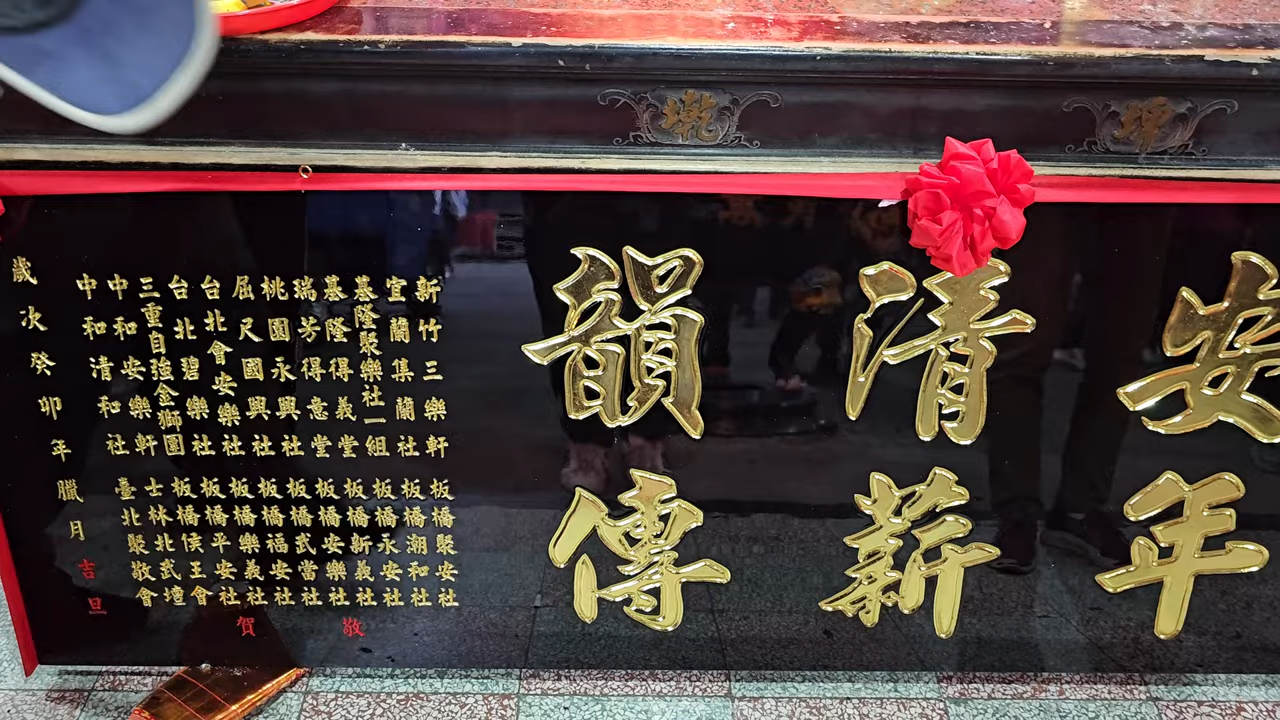 埤墘
安清韻
年薪傳
新竹三樂軒
宜蘭集蘭社
基隆聚樂社二組
基隆得義堂
瑞芳得意堂
桃園永興社
屈尺國興社
台北會安樂社
台北碧樂社
三重自強金獅團
中和安樂軒
中和清和社
板橋聚安社
板橋潮和社
板橋永安社
板橋新義社
板橋安樂社
板橋武當社
板橋福安社
板橋樂義社
板橋平安社
板橋侯王會
士林北武壇
臺北聚敬會
敬賀
歲次癸卯年臘月吉旦